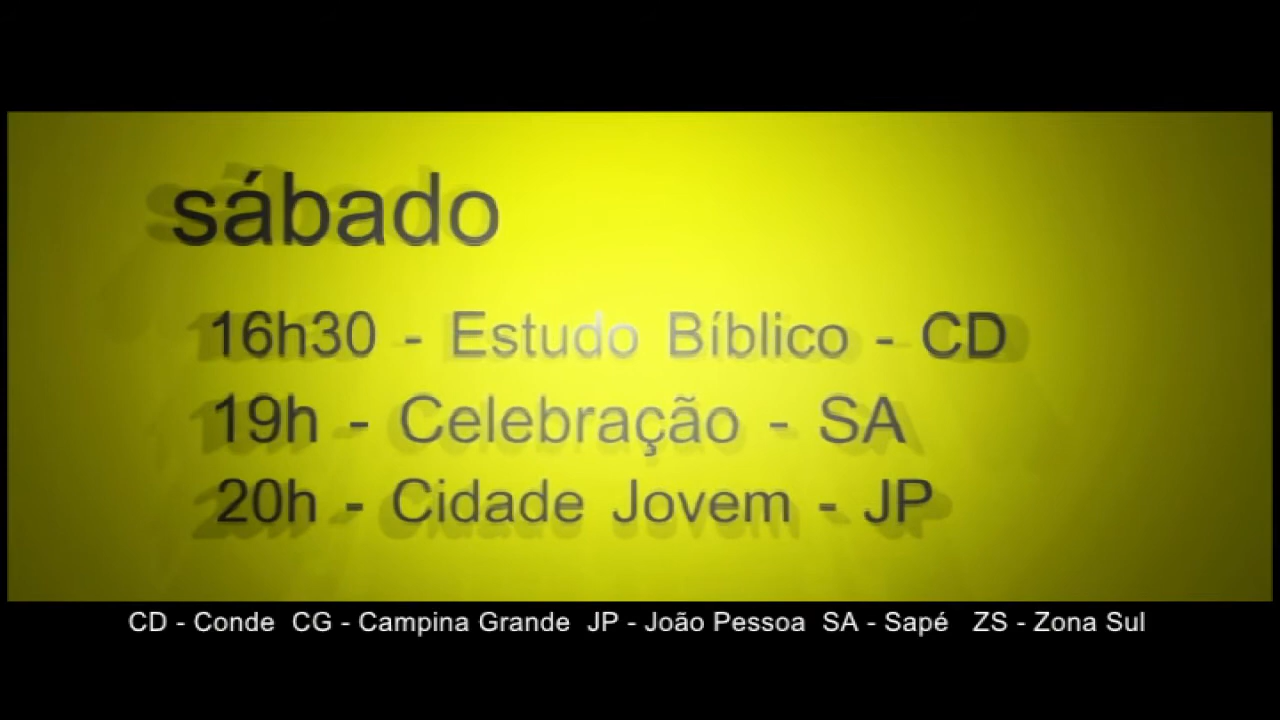 sábado
16h30 - Estudo Bíblico - CD
19h - Celebração - SA
20h - Cidade Jovem - JP
CD - Conde CG - Campina Grande JP - João Pessoa SA - Sapé ZS - Zona Sul